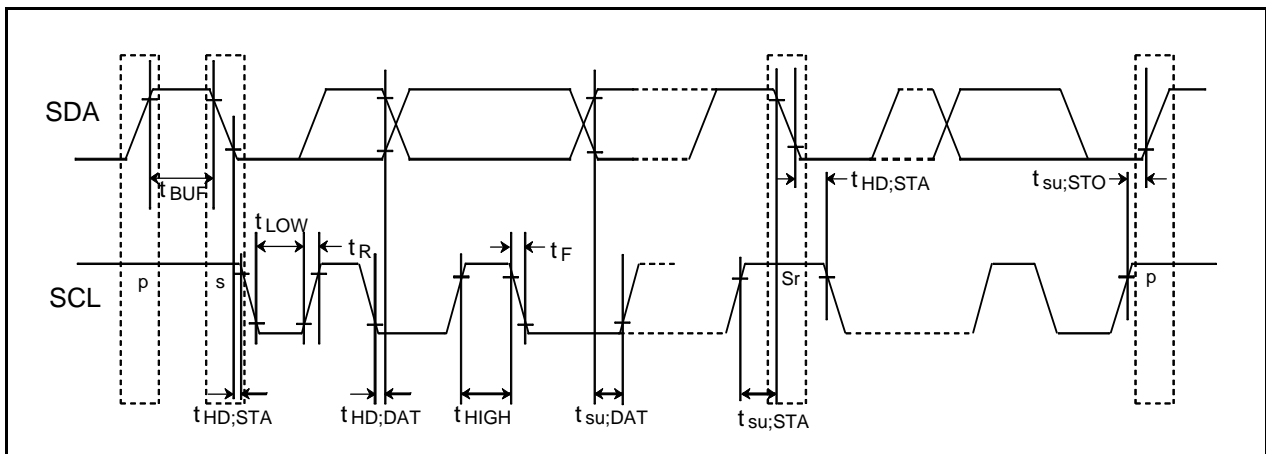 SDA
t BUF
t HD;STA
t su;STO
t LOW
t R
t F
SCL
p
s
Sr
p
t HD;STA
t HD;DAT
t HIGH
t su;DAT
t su;STA